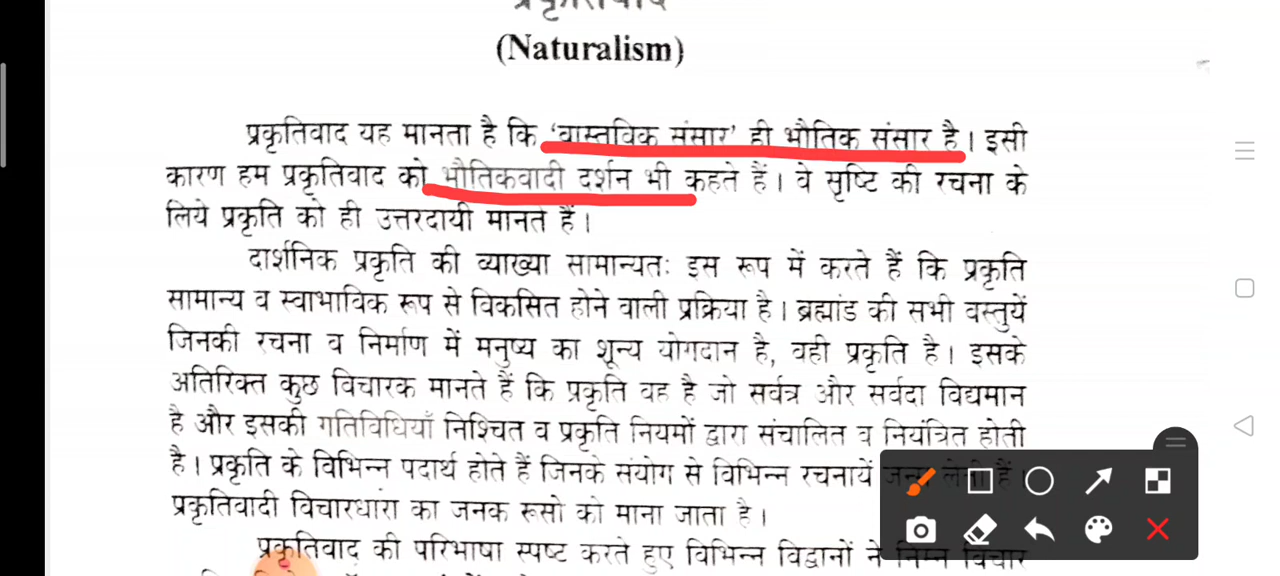 प्रकृतिवाद
(Naturalism)
प्रकृतिवाद यह मानता है कि ‘वास्तविक संसार’ ही भौतिक संसार है। इसी
कारण हम प्रकृतिवाद को भौतिकवादी दर्शन भी कहते हैं। वे सृष्टि की रचना के
लिये प्रकृति को ही उत्तरदायी मानते हैं।
दार्शनिक प्रकृति की व्याख्या सामान्यतः इस रूप में करते हैं कि प्रकृति
सामान्य व स्वाभाविक रूप से विकसित होने वाली प्रक्रिया है। ब्रह्मांड की सभी वस्तुयें
जिनकी रचना व निर्माण में मनुष्य का शून्य योगदान है, वही प्रकृति है। इसके
अतिरिक्त कुछ विचारक मानते हैं कि प्रकृति वह है जो सर्वत्र और सर्वदा विद्यमान
है और इसकी गतिविधियाँ निश्चित व प्रकृति नियमों द्वारा संचालित व नियंत्रित होती
है। प्रकृति के विभिन्न पदार्थ होते हैं जिनके संयोग से विभिन्न रचनायें जन्म लेती हैं।
प्रकृतिवादी विचारधारा का जनक रूसो को माना जाता है।
प्रकृतिवाद की परिभाषा स्पष्ट करते हुए विभिन्न विद्वानों ने निम्न विचार